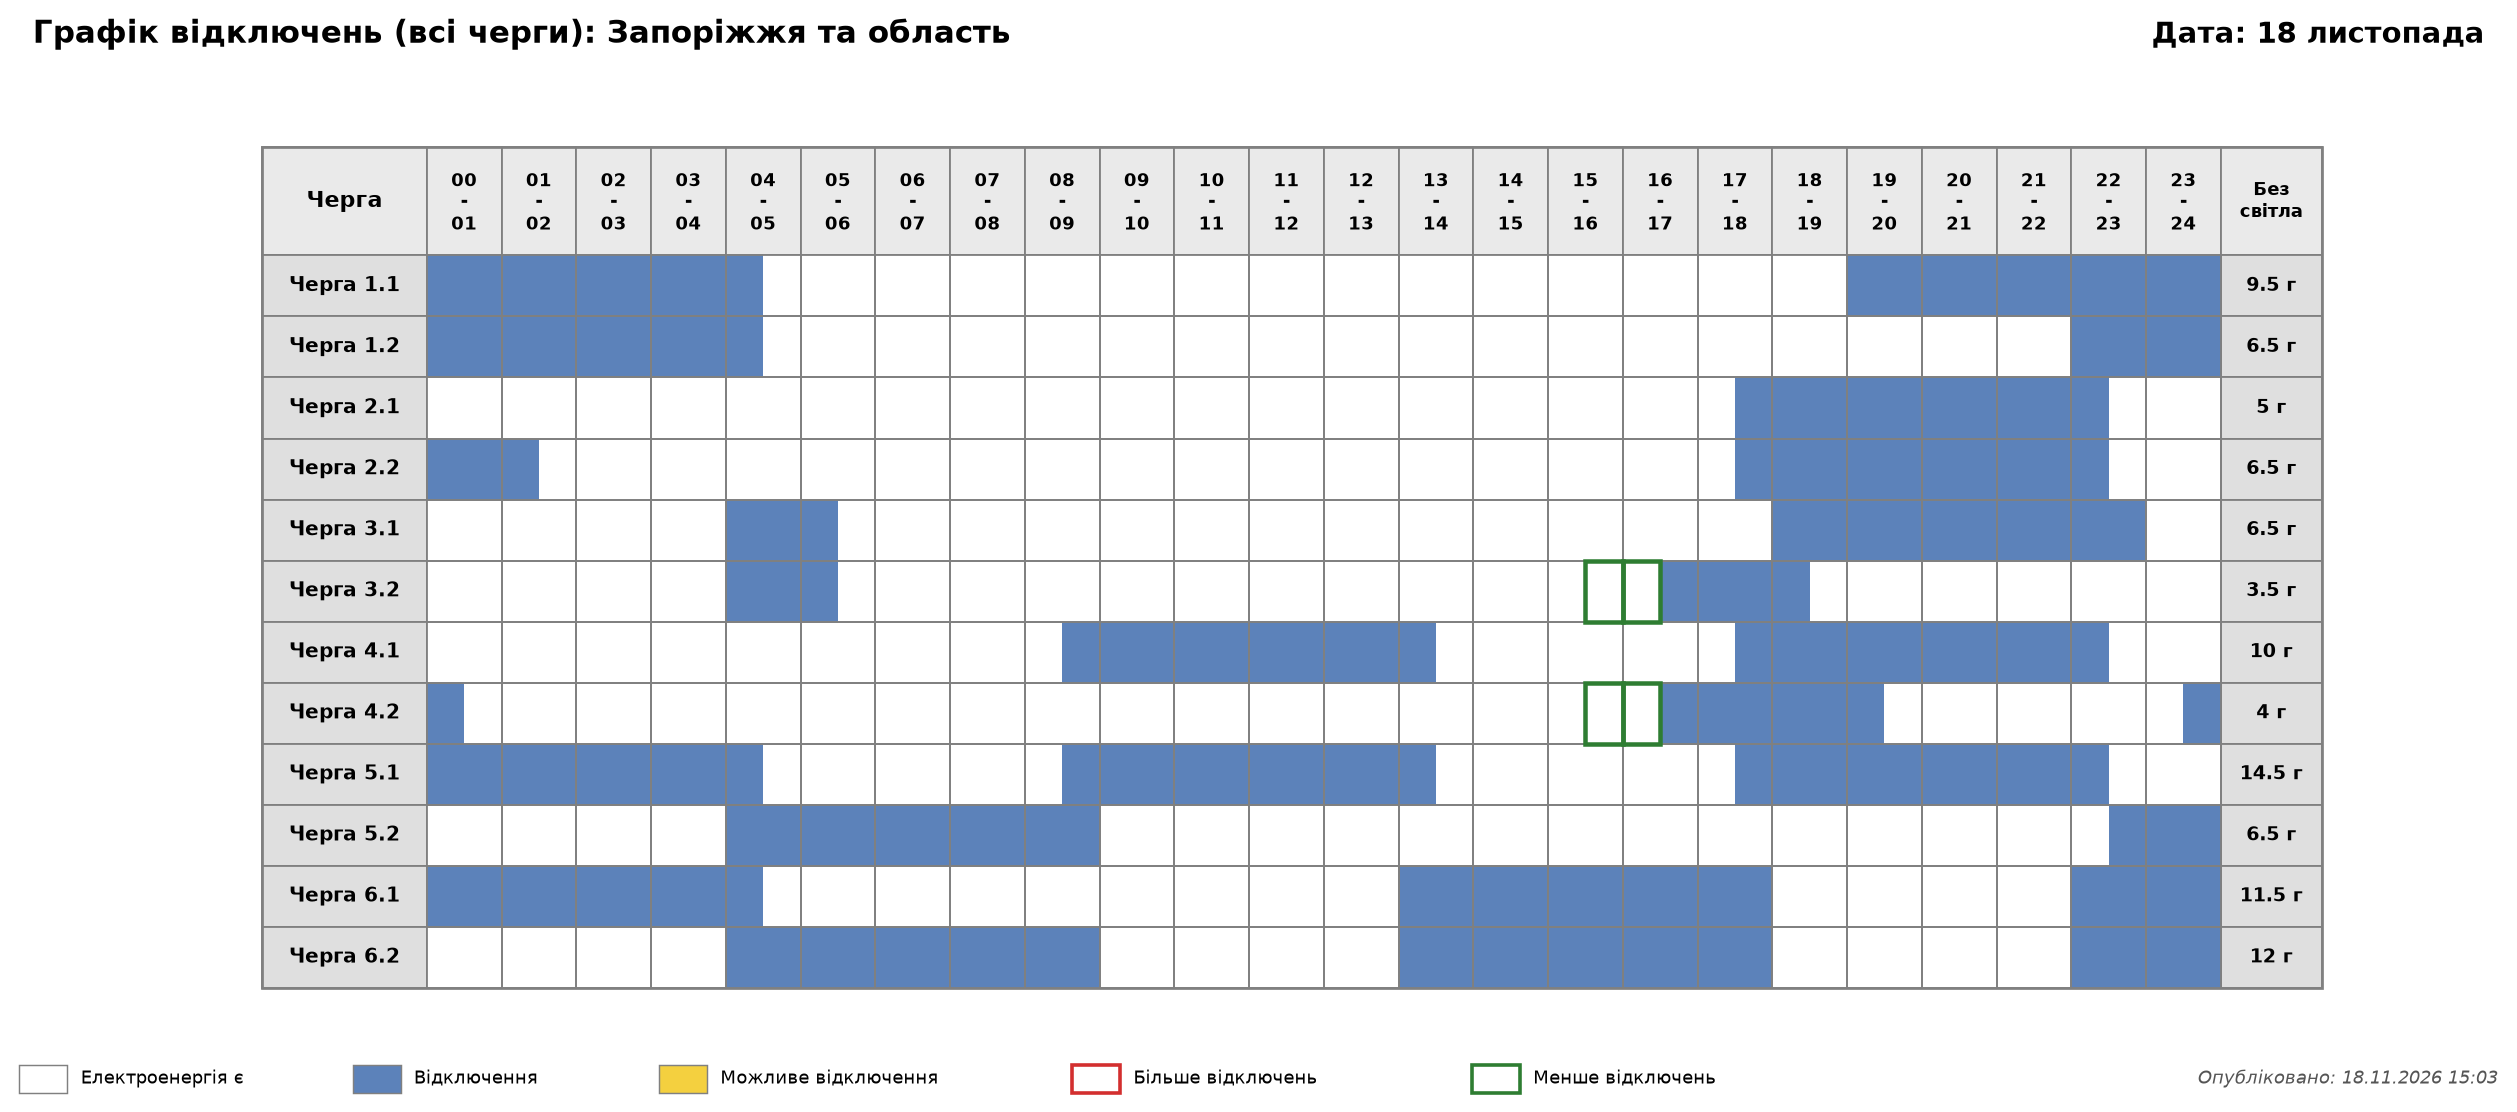 Графік відключень (всі черги): Запоріжжя та область
Дата: 18 листопада
Черга 00 - 01 01 - 02 02 - 03 03 - 04 04 - 05 05 - 06 06 - 07 07 - 08 08 - 09 09 - 10 10 - 11 11 - 12 12 - 13 13 - 14 14 - 15 15 - 16 16 - 17 17 - 18 18 - 19 19 - 20 20 - 21 21 - 22 22 - 23 23 - 24 Без світла
Черга 1.1 9.5 г
Черга 1.2 6.5 г
Черга 2.1 5 г
Черга 2.2 6.5 г
Черга 3.1 6.5 г
Черга 3.2 3.5 г
Черга 4.1 10 г
Черга 4.2 4 г
Черга 5.1 14.5 г
Черга 5.2 6.5 г
Черга 6.1 11.5 г
Черга 6.2 12 г
Електроенергія є
Відключення
Можливе відключення
Більше відключень
Менше відключень
Опубліковано: 18.11.2026 15:03